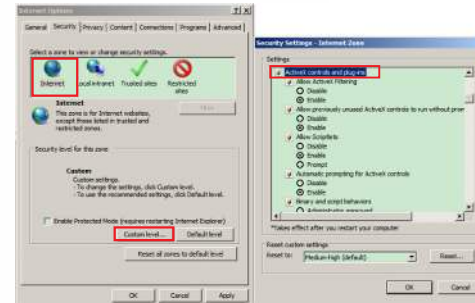 Internet Options
General Security Privacy Content Connections Programs Advanced
Select a zone to view or change security settings.
Internet Local intranet Trusted sites Restricted sites
Internet
This zone is for Internet websites,
except those listed in trusted and
restricted zones.
Sites
Security level for this zone
Custom
Custom settings.
- To change the settings, click Custom level.
- To use the recommended settings, click Default level.
Enable Protected Mode (requires restarting Internet Explorer)
Custom level... Default level
Reset all zones to default level
OK Cancel Apply
Security Settings - Internet Zone
Settings
ActiveX controls and plug-ins
Allow ActiveX Filtering
Disable
Enable
Allow previously unused ActiveX controls to run without prom
Disable
Enable
Allow Scriptlets
Disable
Enable
Prompt
Automatic prompting for ActiveX controls
Disable
Enable
Binary and script behaviors
Administrator approved
*Takes effect after you restart your computer
Reset custom settings
Reset to: Medium-high (default) Reset...
OK Cancel